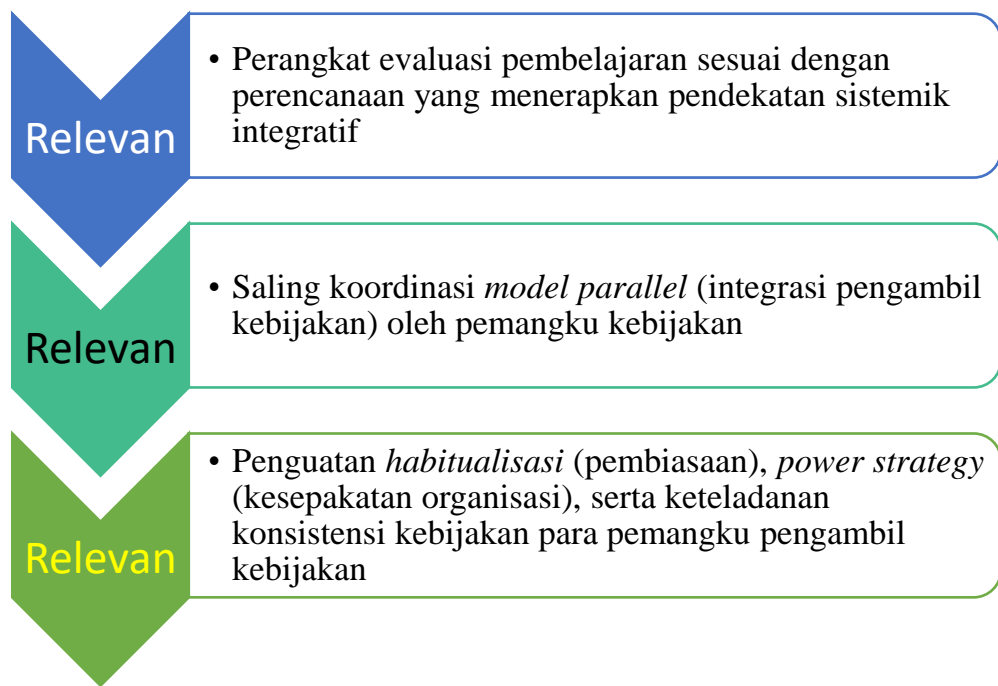 Relevan
• Perangkat evaluasi pembelajaran sesuai dengan
perencanaan yang menerapkan pendekatan sistemik
integratif
Relevan
• Saling koordinasi model parallel (integrasi pengambil
kebijakan) oleh pemangku kebijakan
Relevan
• Penguatan habitualisasi (pembiasaan), power strategy
(kesepakatan organisasi), serta keteladanan
konsistensi kebijakan para pemangku pengambil
kebijakan